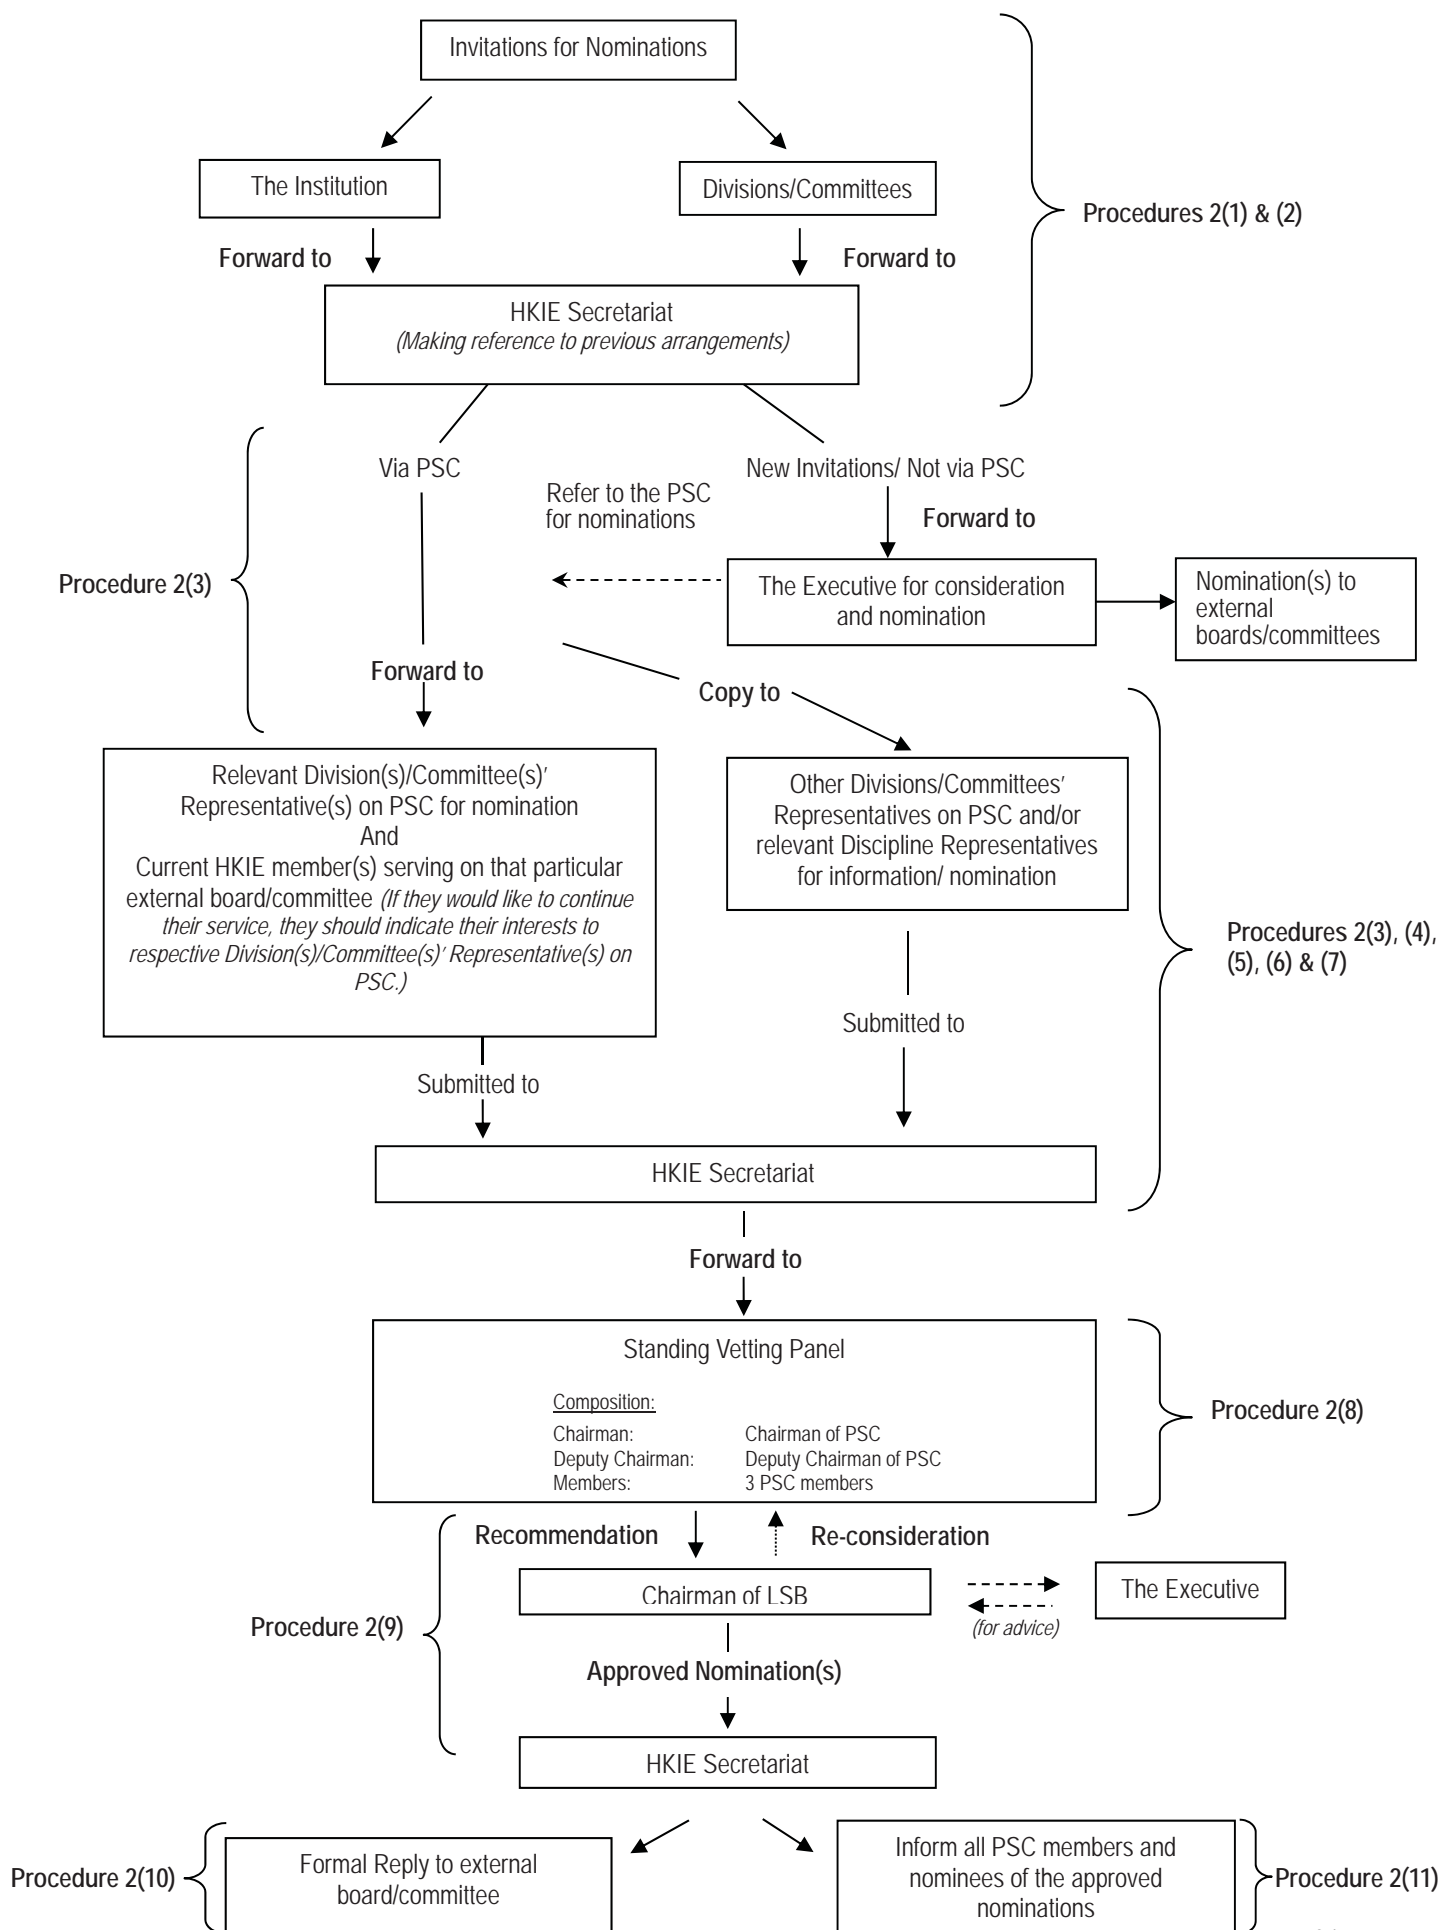 Invitations for Nominations
The Institution
Divisions/Committees
Procedures 2(1) & (2)
Forward to
Forward to
HKIE Secretariat
(Making reference to previous arrangements)
Via PSC
New Invitations/ Not via PSC
Refer to the PSC
for nominations
Forward to
Procedure 2(3)
The Executive for consideration
and nomination
Nomination(s) to
external
boards/committees
Forward to
Copy to
Relevant Division(s)/Committee(s)'
Representative(s) on PSC for nomination
And
Current HKIE member(s) serving on that particular
external board/committee (If they would like to continue
their service, they should indicate their interests to
respective Division(s)/Committee(s)' Representative(s) on
PSC.)
Other Divisions/Committees'
Representatives on PSC and/or
relevant Discipline Representatives
for information/ nomination
Procedures 2(3), (4),
(5), (6) & (7)
Submitted to
Submitted to
HKIE Secretariat
Forward to
Standing Vetting Panel
Composition:
Chairman: Chairman of PSC
Deputy Chairman: Deputy Chairman of PSC
Members: 3 PSC members
Procedure 2(8)
Recommendation
Re-consideration
Chairman of LSB
The Executive
(for advice)
Procedure 2(9)
Approved Nomination(s)
HKIE Secretariat
Procedure 2(10)
Formal Reply to external
board/committee
Inform all PSC members and
nominees of the approved
nominations
Procedure 2(11)